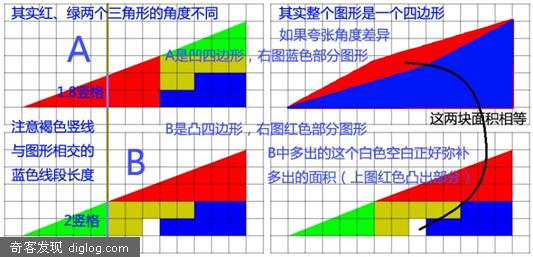 其实红、绿两个三角形的角度不同
A
1.8竖格
A是凹四边形，右图蓝色部分图形
其实整个图形是一个四边形
如果夸张角度差异
这两块面积相等
注意褐色竖线
与图形相交的
蓝色线段长度
B
2竖格
B是凸四边形，右图红色部分图形
B中多出的这个白色空白正好弥补
多出的面积（上图红色凸出部分）
奇客发现 diglog.com